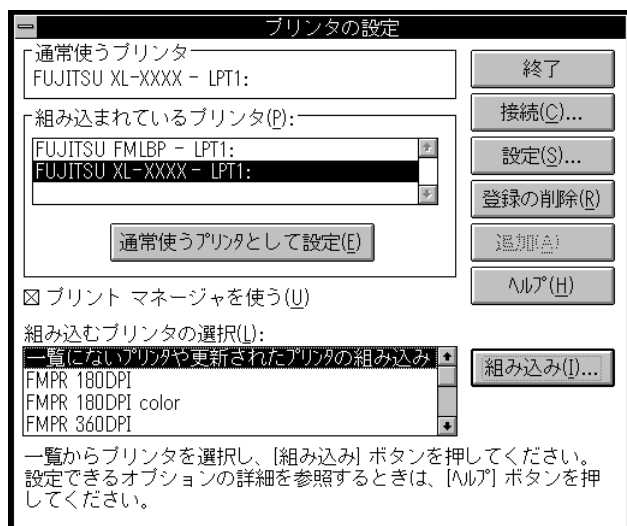 プリンタの設定
通常使うプリンタ
FUJITSU XL-XXXX - LPT1:
終了
組み込まれているプリンタ(P):
接続(C)...
FUJITSU FMLBP - LPT1:
FUJITSU XL-XXXX - LPT1:
設定(S)...
登録の削除(R)
通常使うプリンタとして設定(E)
追加(A)
ヘルプ(H)
プリント マネージャを使う(U)
組み込むプリンタの選択(L):
一覧にないプリンタや更新されたプリンタの組み込み
FMPR 180DPI
FMPR 180DPI color
FMPR 360DPI
組み込み(I)...
一覧からプリンタを選択し、[組み込み] ボタンを押してください。
設定できるオプションの詳細を参照するときは、[ヘルプ] ボタンを押
してください。